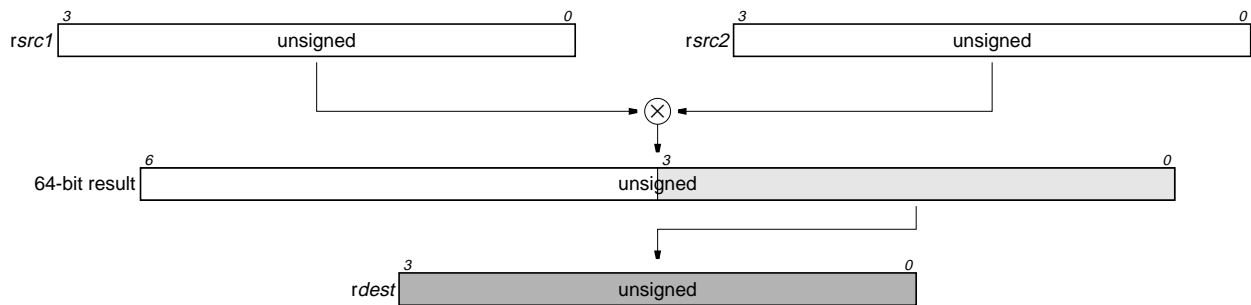 3 0 3 0
rsrc1 unsigned rsrc2 unsigned
6 3 0
64-bit result unsigned
3 0
rdest unsigned